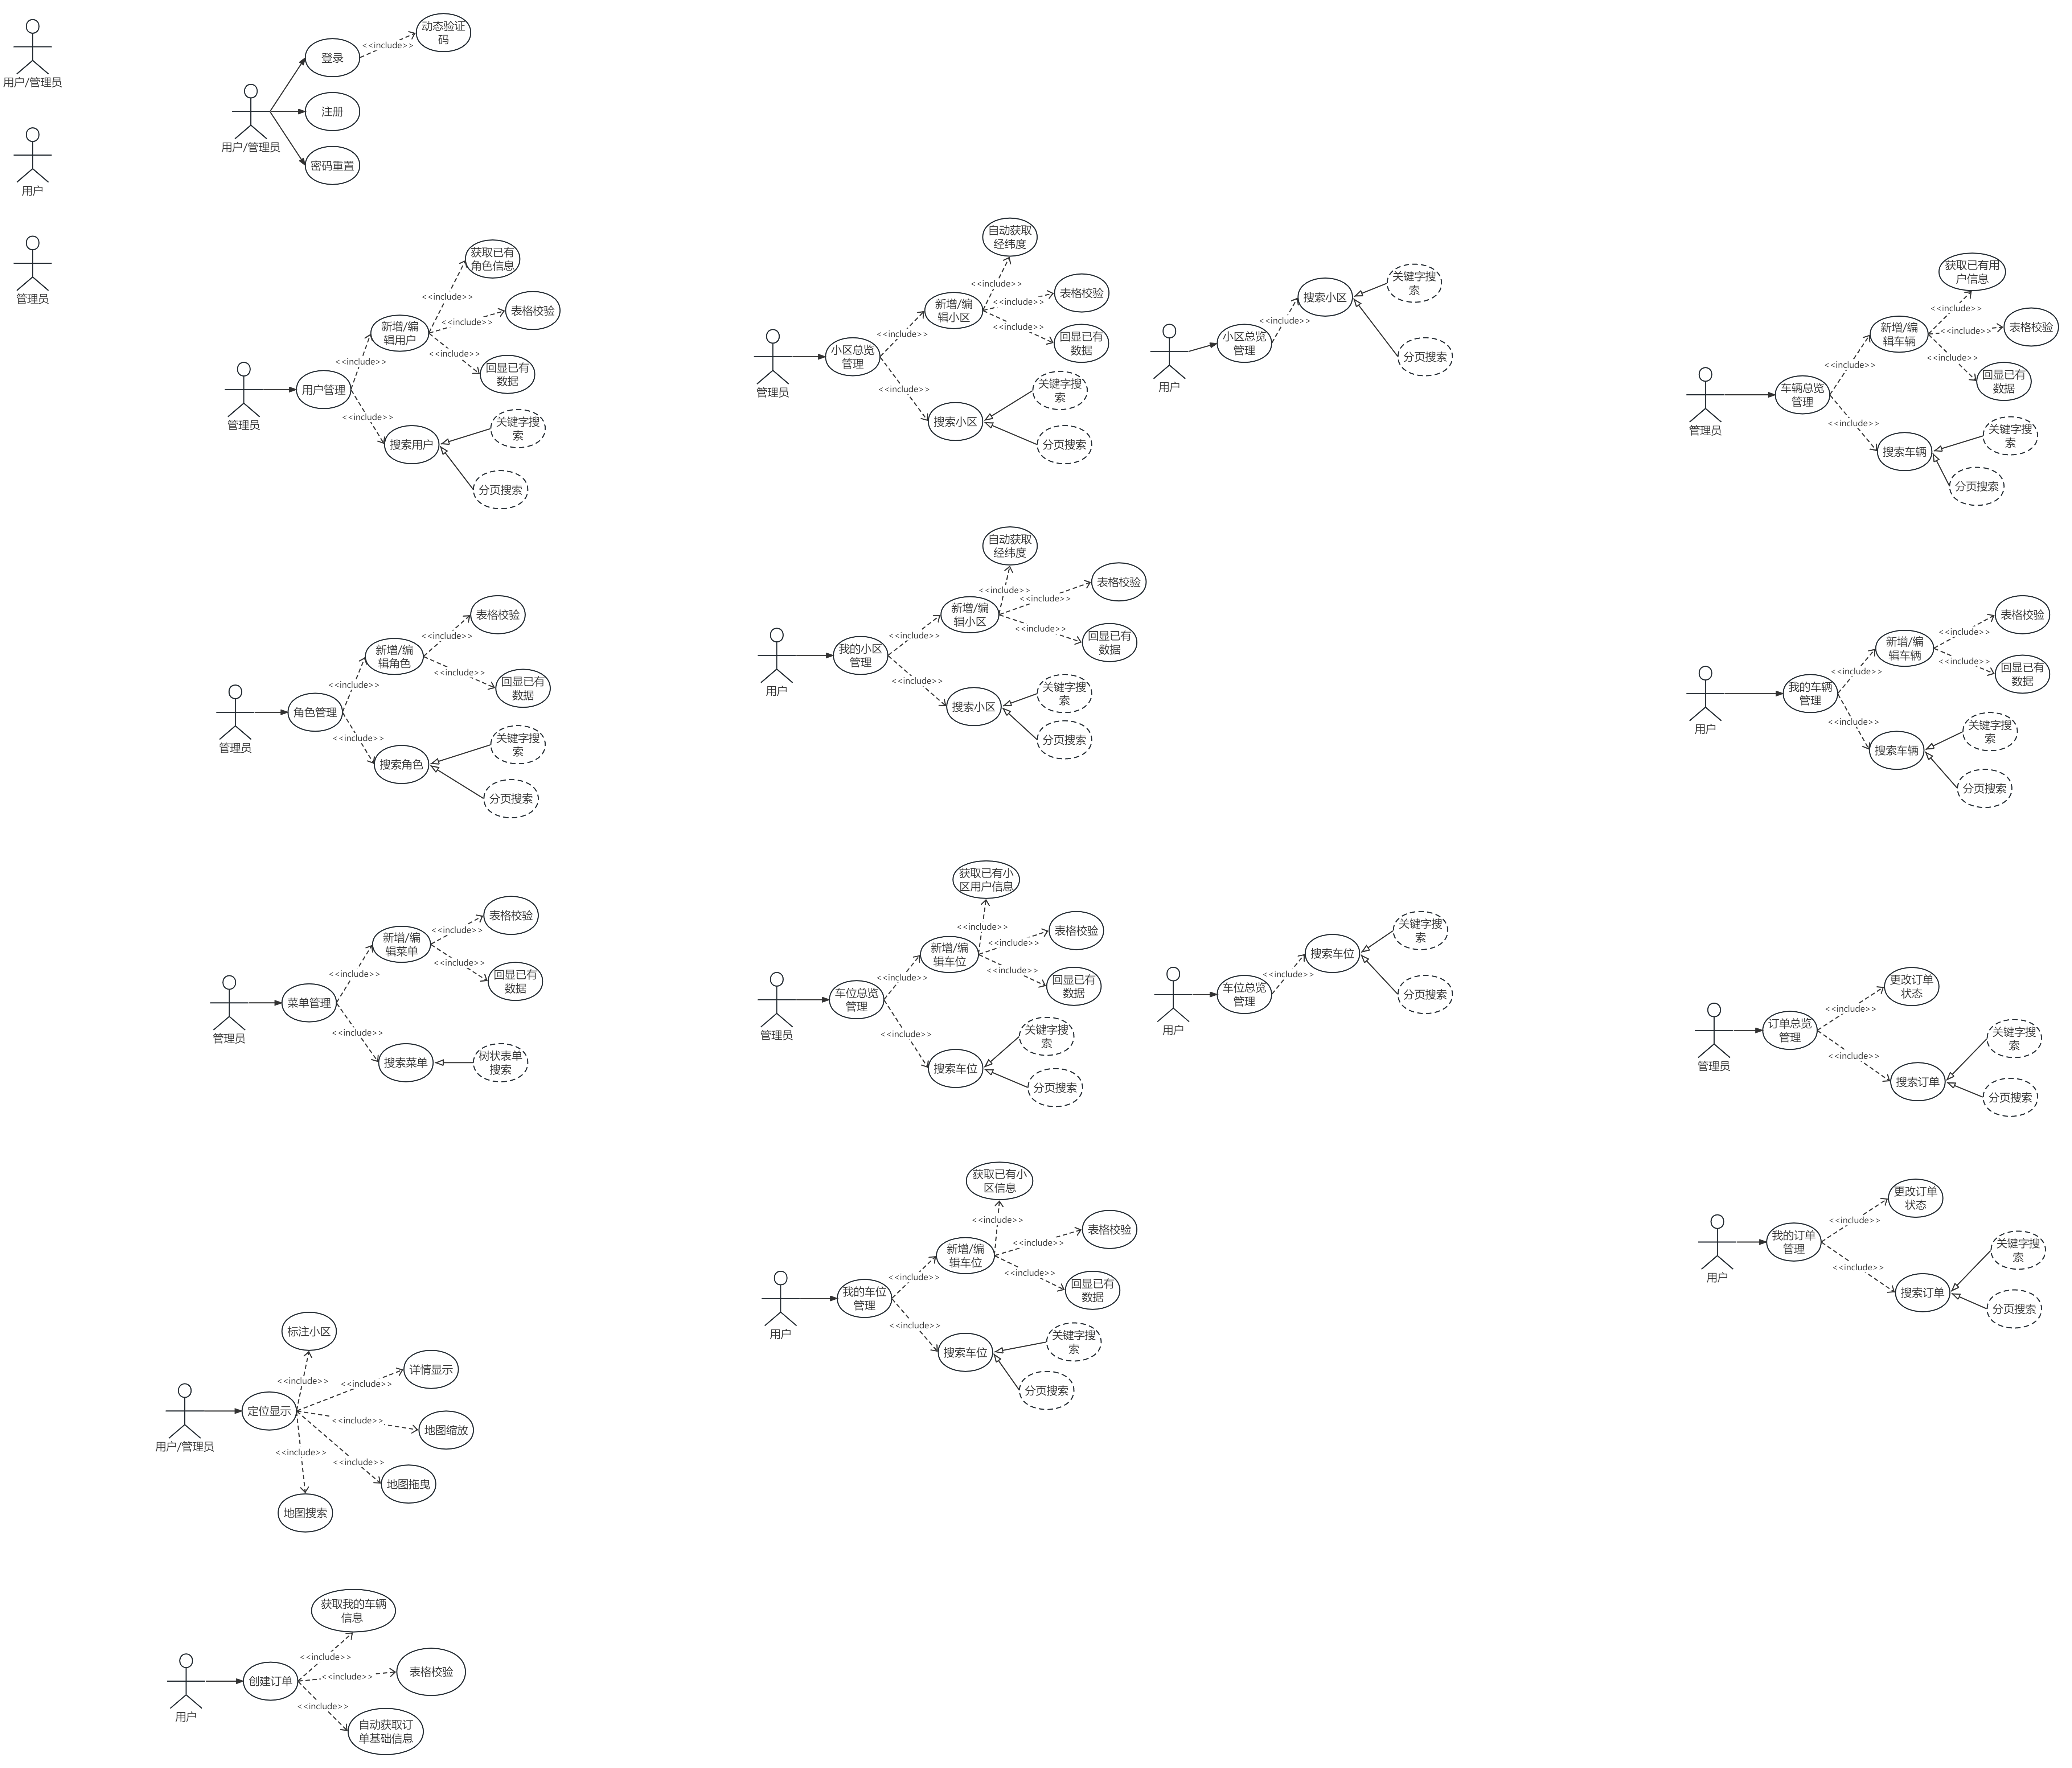 用户/管理员
用户
管理员
用户/管理员
登录
<<include>>
动态验证
码
注册
密码重置
管理员
用户管理
<<include>>
<<include>>
新增/编
辑用户
<<include>>
<<include>>
<<include>>
获取已有
角色信息
表格校验
回显已有
数据
搜索用户
关键字搜
索
分页搜索
管理员
小区总览
管理
<<include>>
<<include>>
新增/编
辑小区
<<include>>
<<include>>
<<include>>
自动获取
经纬度
表格校验
回显已有
数据
搜索小区
关键字搜
索
分页搜索
用户
小区总览
管理
<<include>>
搜索小区
关键字搜
索
分页搜索
管理员
车辆总览
管理
<<include>>
<<include>>
新增/编
辑车辆
<<include>>
<<include>>
<<include>>
获取已有用
户信息
表格校验
回显已有
数据
搜索车辆
关键字搜
索
分页搜索
管理员
角色管理
<<include>>
<<include>>
新增/编
辑角色
<<include>>
<<include>>
表格校验
回显已有
数据
搜索角色
关键字搜
索
分页搜索
用户
我的小区
管理
<<include>>
<<include>>
新增/编
辑小区
<<include>>
<<include>>
<<include>>
自动获取
经纬度
表格校验
回显已有
数据
搜索小区
关键字搜
索
分页搜索
用户
我的车辆
管理
<<include>>
<<include>>
新增/编
辑车辆
<<include>>
<<include>>
表格校验
回显已有
数据
搜索车辆
关键字搜
索
分页搜索
管理员
菜单管理
<<include>>
<<include>>
新增/编
辑菜单
<<include>>
<<include>>
表格校验
回显已有
数据
搜索菜单
树状表单
搜索
管理员
车位总览
管理
<<include>>
<<include>>
新增/编
辑车位
<<include>>
<<include>>
<<include>>
获取已有小
区用户信息
表格校验
回显已有
数据
搜索车位
关键字搜
索
分页搜索
用户
车位总览
管理
<<include>>
搜索车位
关键字搜
索
分页搜索
管理员
订单总览
管理
<<include>>
<<include>>
更改订单
状态
搜索订单
关键字搜
索
分页搜索
用户
我的车位
管理
<<include>>
<<include>>
新增/编
辑车位
<<include>>
<<include>>
<<include>>
获取已有小
区信息
表格校验
回显已有
数据
搜索车位
关键字搜
索
分页搜索
用户
我的订单
管理
<<include>>
<<include>>
更改订单
状态
搜索订单
关键字搜
索
分页搜索
用户/管理员
定位显示
<<include>>
<<include>>
<<include>>
<<include>>
<<include>>
标注小区
详情显示
地图缩放
地图拖曳
地图搜索
用户
创建订单
<<include>>
<<include>>
<<include>>
获取我的车辆
信息
表格校验
自动获取订
单基础信息